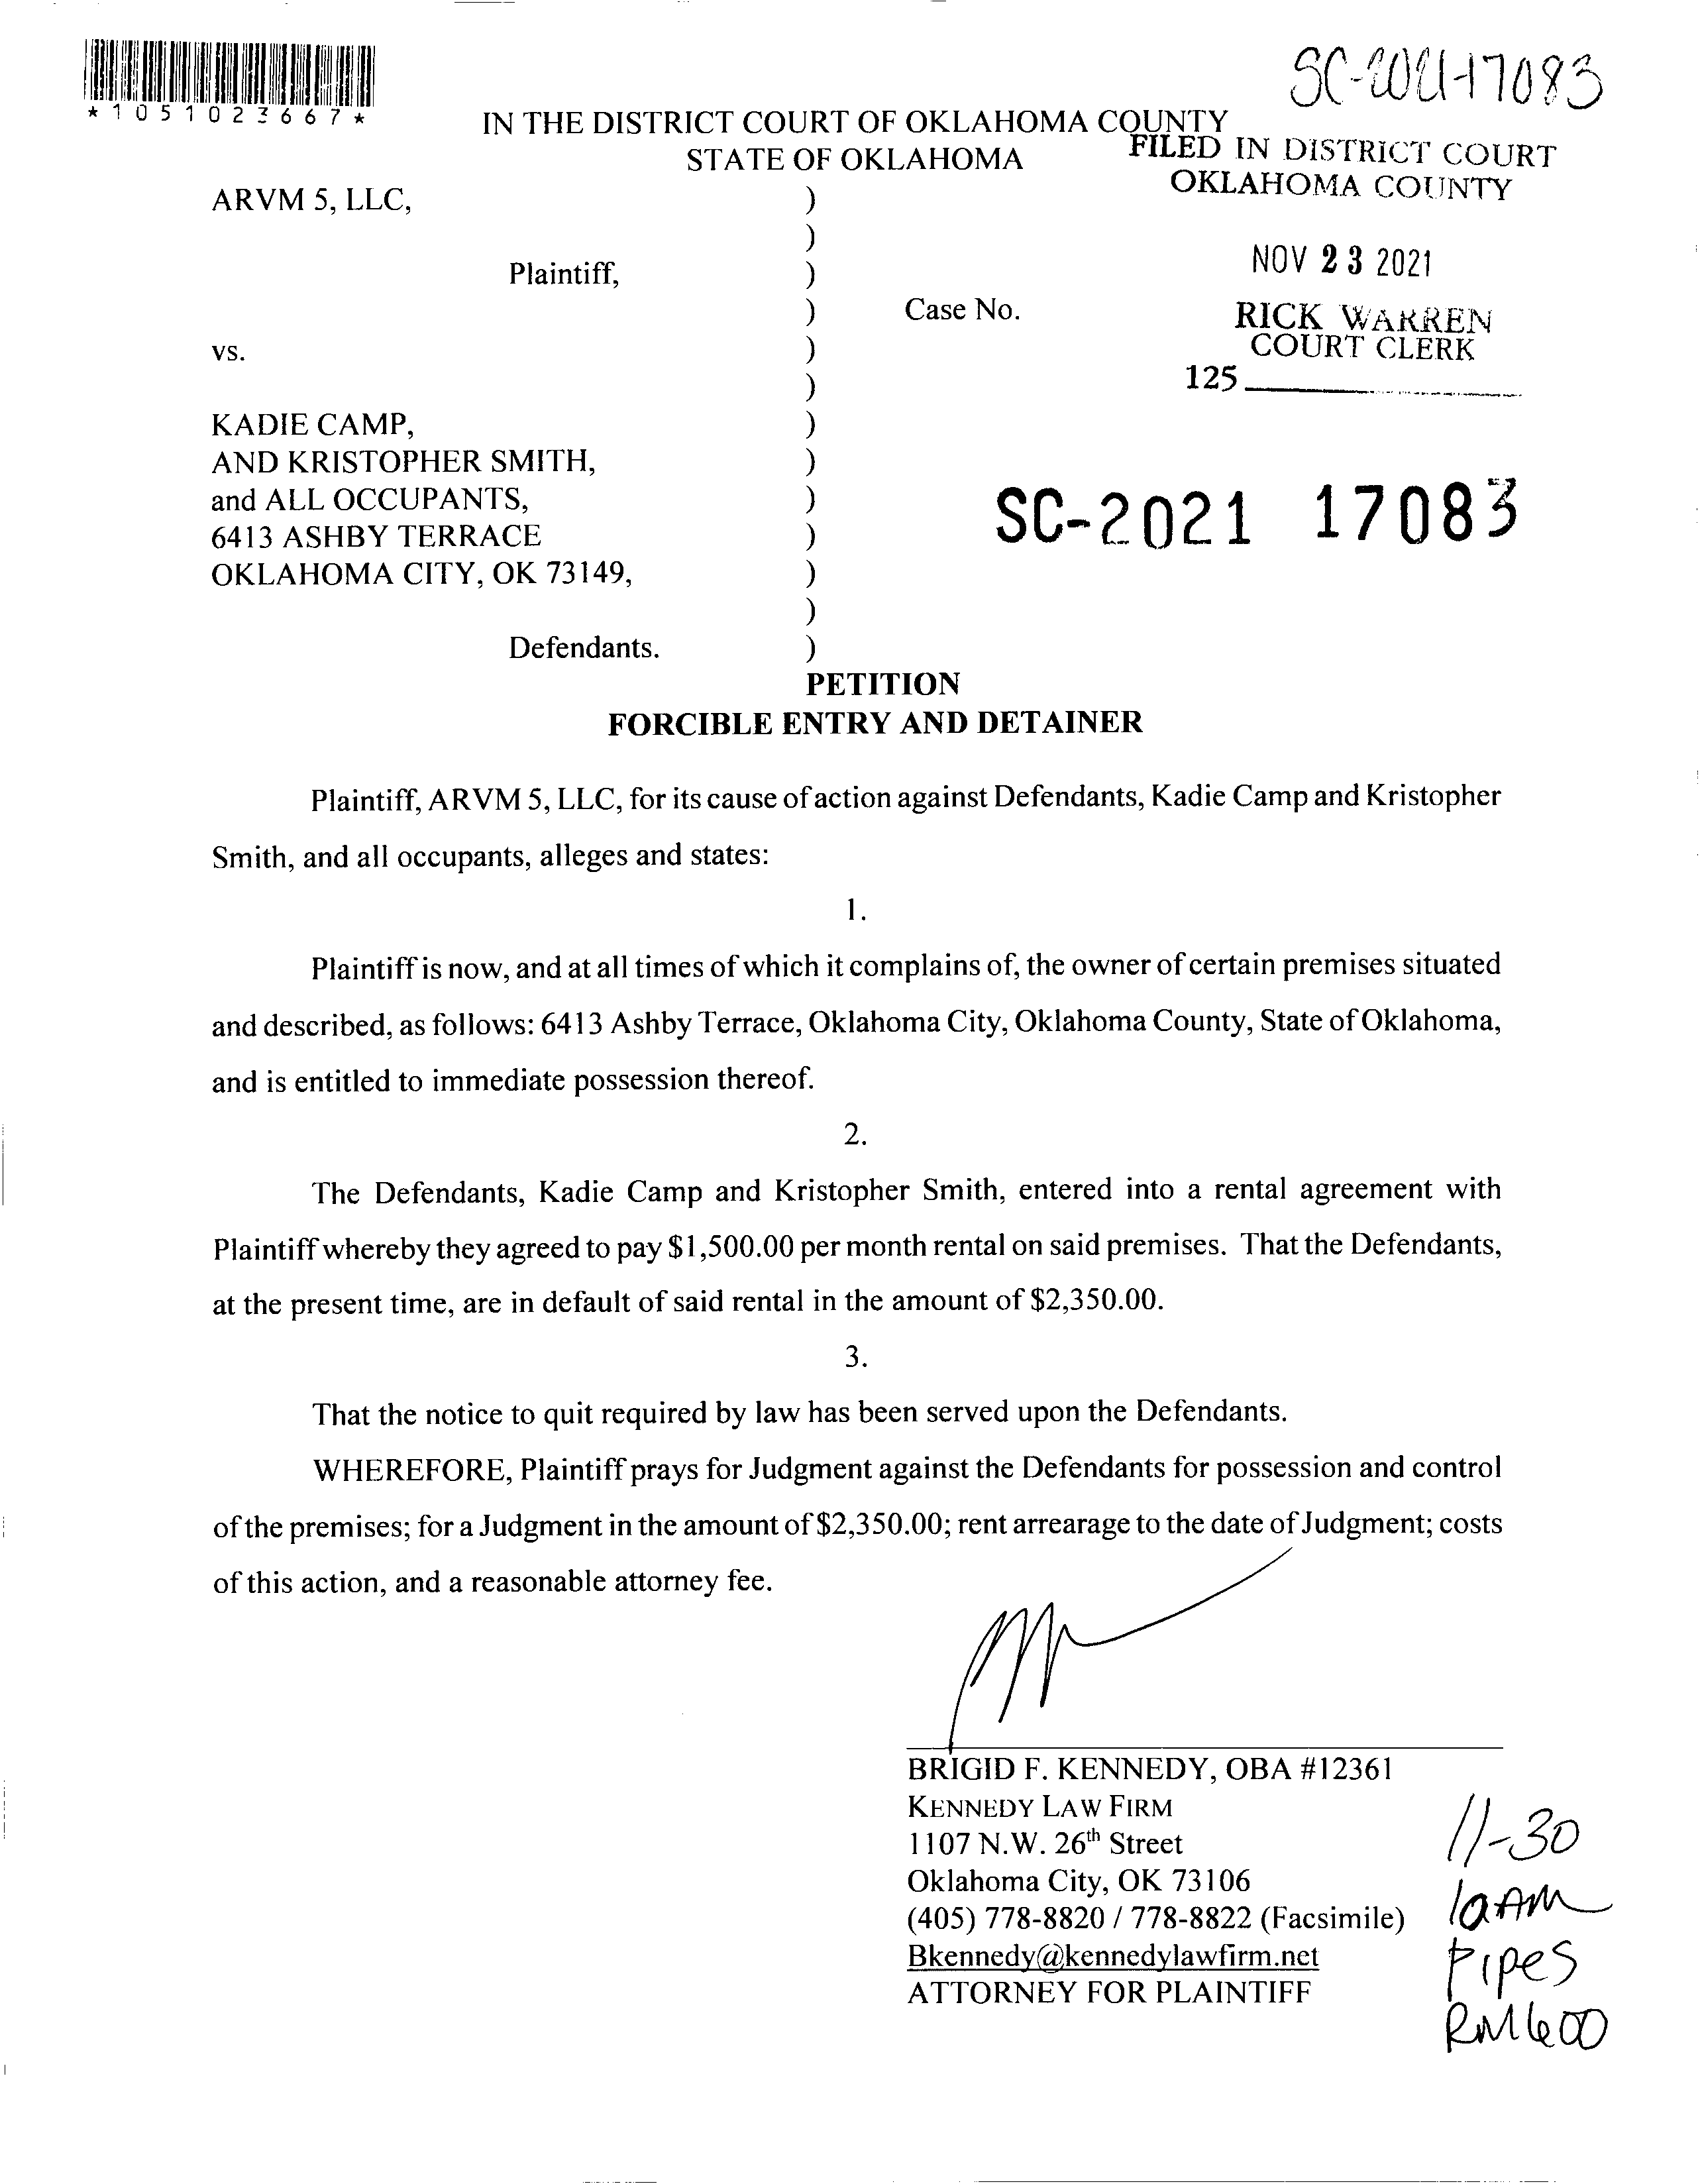 SC-2021-17083
*1051023667*
IN THE DISTRICT COURT OF OKLAHOMA COUNTY
STATE OF OKLAHOMA
FILED IN DISTRICT COURT
OKLAHOMA COUNTY
ARVM 5, LLC, )
)
Plaintiff, )
NOV 23 2021
) Case No.
RICK WARREN
COURT CLERK
vs. )
)
125
KADIE CAMP, )
AND KRISTOPHER SMITH, )
and ALL OCCUPANTS, )
SC-2021 17083
6413 ASHBY TERRACE )
OKLAHOMA CITY, OK 73149, )
)
Defendants. )
PETITION
FORCIBLE ENTRY AND DETAINER
Plaintiff, ARVM 5, LLC, for its cause of action against Defendants, Kadie Camp and Kristopher
Smith, and all occupants, alleges and states:
1.
Plaintiff is now, and at all times of which it complains of, the owner of certain premises situated
and described, as follows: 6413 Ashby Terrace, Oklahoma City, Oklahoma County, State of Oklahoma,
and is entitled to immediate possession thereof.
2.
The Defendants, Kadie Camp and Kristopher Smith, entered into a rental agreement with
Plaintiff whereby they agreed to pay $1,500.00 per month rental on said premises. That the Defendants,
at the present time, are in default of said rental in the amount of $2,350.00.
3.
That the notice to quit required by law has been served upon the Defendants.
WHEREFORE, Plaintiff prays for Judgment against the Defendants for possession and control
of the premises; for a Judgment in the amount of $2,350.00; rent arrearage to the date of Judgment; costs
of this action, and a reasonable attorney fee.
BRIGID F. KENNEDY, OBA #12361
KENNEDY LAW FIRM
1107 N.W. 26th Street
Oklahoma City, OK 73106
(405) 778-8820 / 778-8822 (Facsimile)
Bkennedy@kennedylawfirm.net
ATTORNEY FOR PLAINTIFF
11-30
10 AM
Pipes
RM 600